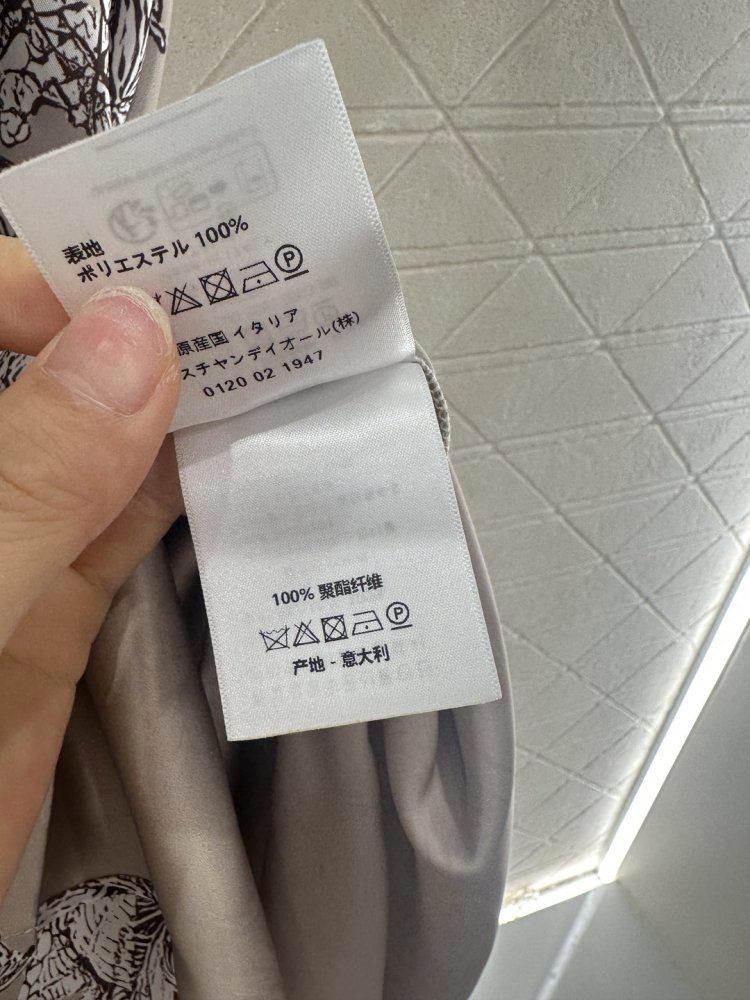 表地
ポリエステル 100%
原産国 イタリア
スチャンディオール(株)
0120 02 1947
100% 聚酯纤维
产地 - 意大利